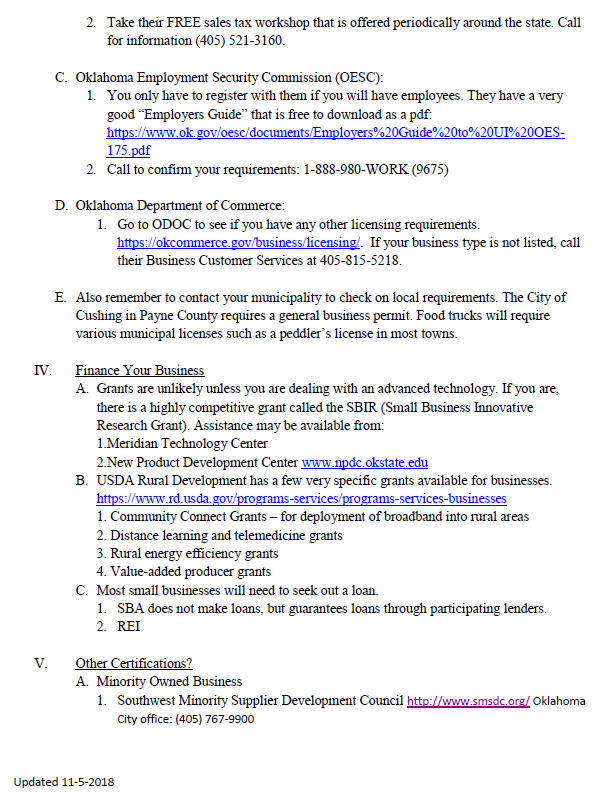 2. Take their FREE sales tax workshop that is offered periodically around the state. Call
for information (405) 521-3160.
C. Oklahoma Employment Security Commission (OESC):
1. You only have to register with them if you will have employees. They have a very
good “Employers Guide” that is free to download as a pdf:
https://www.ok.gov/oesc/documents/Employers%20Guide%20to%20UI%20OES-
175.pdf
2. Call to confirm your requirements: 1-888-980-WORK (9675)
D. Oklahoma Department of Commerce:
1. Go to ODOC to see if you have any other licensing requirements.
https://okcommerce.gov/business/licensing/. If your business type is not listed, call
their Business Customer Services at 405-815-5218.
E. Also remember to contact your municipality to check on local requirements. The City of
Cushing in Payne County requires a general business permit. Food trucks will require
various municipal licenses such as a peddler’s license in most towns.
IV. Finance Your Business
A. Grants are unlikely unless you are dealing with an advanced technology. If you are,
there is a highly competitive grant called the SBIR (Small Business Innovative
Research Grant). Assistance may be available from:
1.Meridian Technology Center
2.New Product Development Center www.npdc.okstate.edu
B. USDA Rural Development has a few very specific grants available for businesses.
https://www.rd.usda.gov/programs-services/programs-services-businesses
1. Community Connect Grants – for deployment of broadband into rural areas
2. Distance learning and telemedicine grants
3. Rural energy efficiency grants
4. Value-added producer grants
C. Most small businesses will need to seek out a loan.
1. SBA does not make loans, but guarantees loans through participating lenders.
2. REI
V. Other Certifications?
A. Minority Owned Business
1. Southwest Minority Supplier Development Council http://www.smsdc.org/ Oklahoma
City office: (405) 767-9900
Updated 11-5-2018